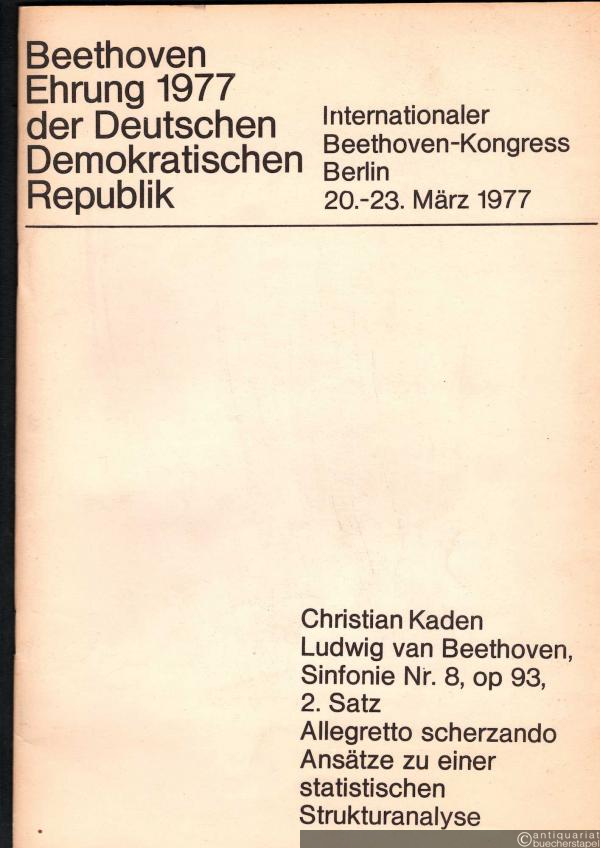 Beethoven
Ehrung 1977
der Deutschen
Demokratischen
Republik
Internationaler
Beethoven-Kongress
Berlin
20.-23. März 1977
Christian Kaden
Ludwig van Beethoven,
Sinfonie Nr. 8, op 93,
2. Satz
Allegretto scherzando
Ansätze zu einer
statistischen
Strukturanalyse
©antiquariat
buecherstapel